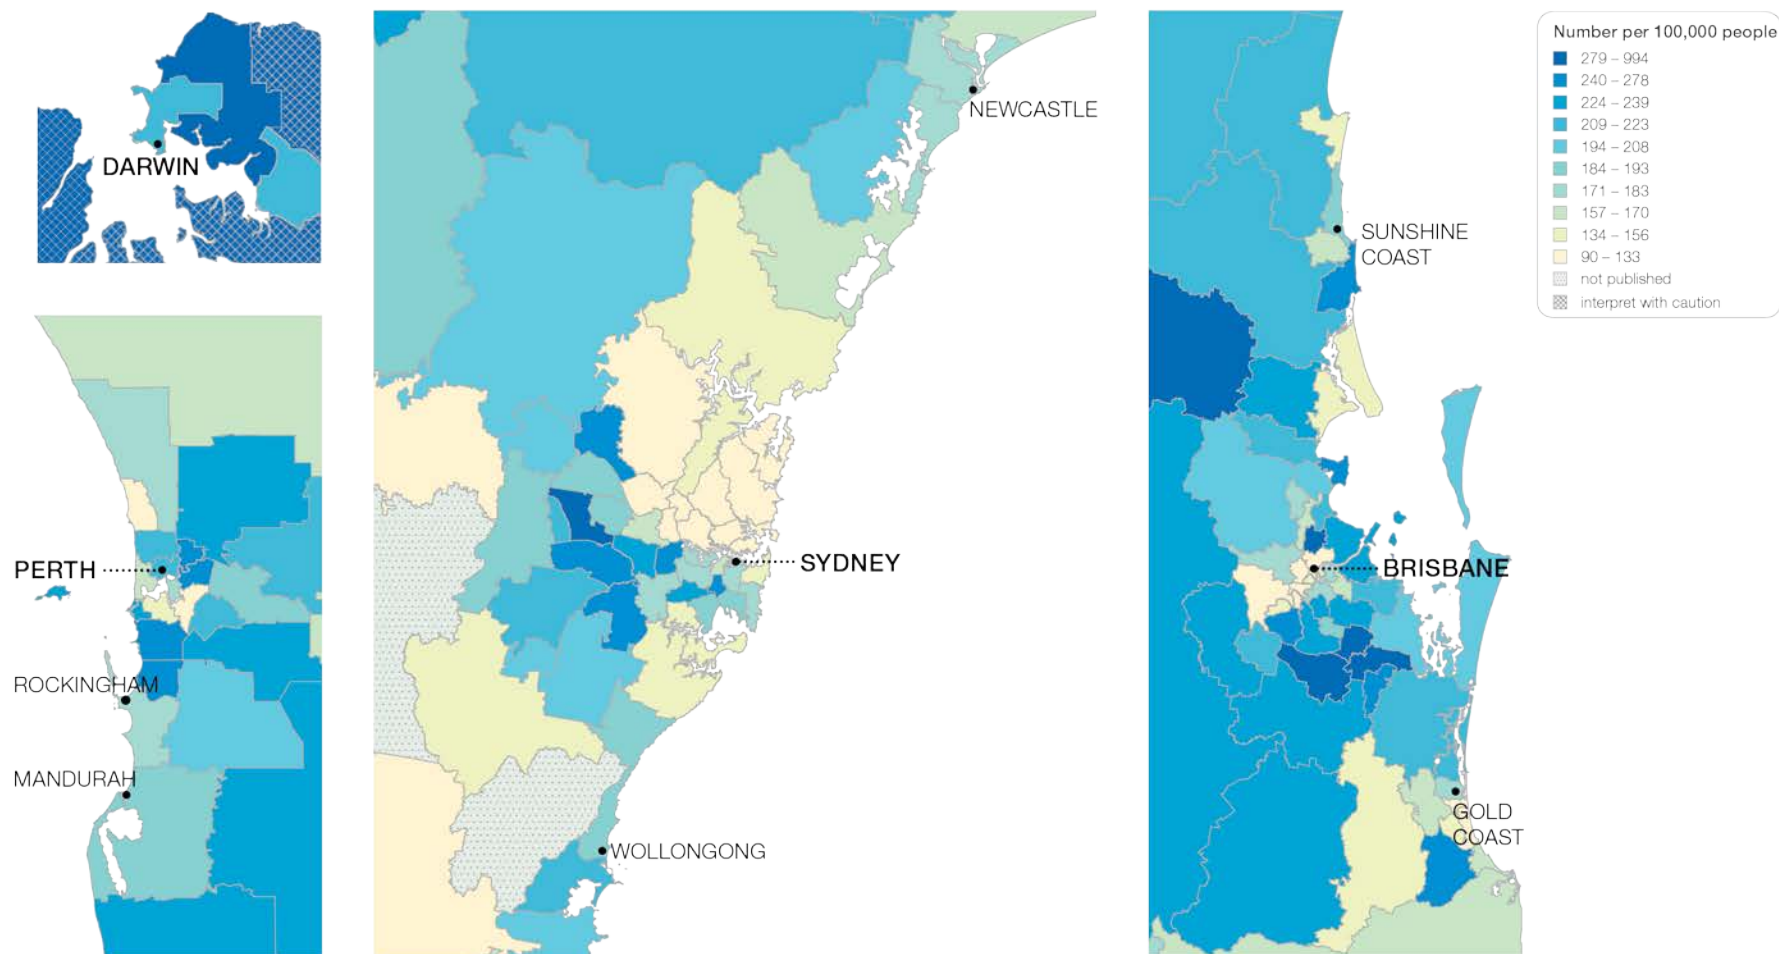 DARWIN
PERTH
ROCKINGHAM
MANDURAH
NEWCASTLE
SYDNEY
WOLLONGONG
SUNSHINE
COAST
BRISBANE
GOLD
COAST
Number per 100,000 people
279 – 994
240 – 278
224 – 239
209 – 223
194 – 208
184 – 193
171 – 183
157 – 170
134 – 156
90 – 133
not published
interpret with caution